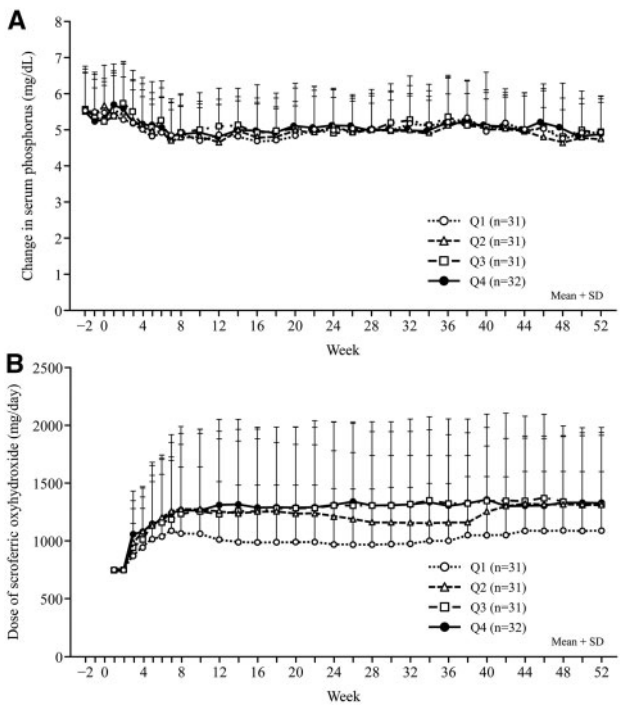 A
Change in serum phosphorus (mg/dL)
8
7
6
5
4
3
2
1
0
Q1 (n=31)
Q2 (n=31)
Q3 (n=31)
Q4 (n=32)
Mean + SD
−2 0 4 8 12 16 20 24 28 32 36 40 44 48 52
Week
B
Dose of scroferric oxyhydroxide (mg/day)
2500
2000
1500
1000
500
0
Q1 (n=31)
Q2 (n=31)
Q3 (n=31)
Q4 (n=32)
Mean + SD
−2 0 4 8 12 16 20 24 28 32 36 40 44 48 52
Week